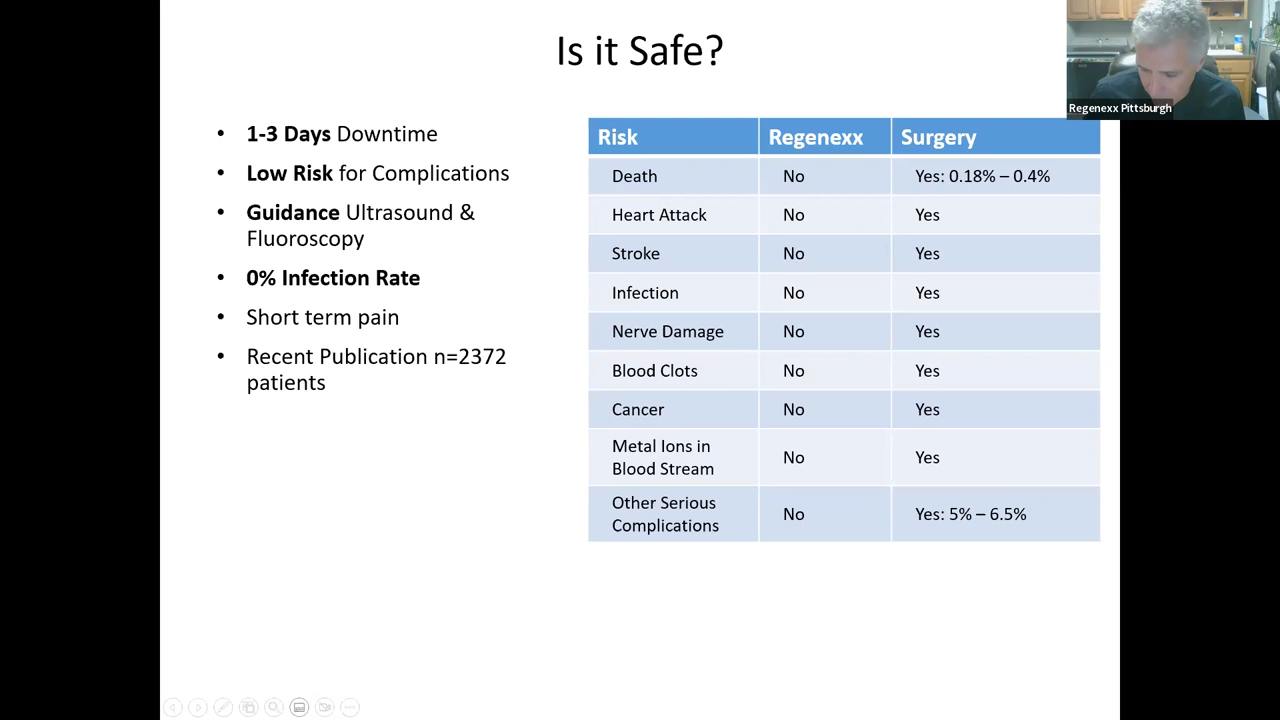 Is it Safe?
Regenexx Pittsburgh
• 1-3 Days Downtime
• Low Risk for Complications
• Guidance Ultrasound &
Fluoroscopy
• 0% Infection Rate
• Short term pain
• Recent Publication n=2372
patients
Risk Regenexx Surgery
Death No Yes: 0.18% – 0.4%
Heart Attack No Yes
Stroke No Yes
Infection No Yes
Nerve Damage No Yes
Blood Clots No Yes
Cancer No Yes
Metal Ions in
Blood Stream No Yes
Other Serious
Complications No Yes: 5% – 6.5%